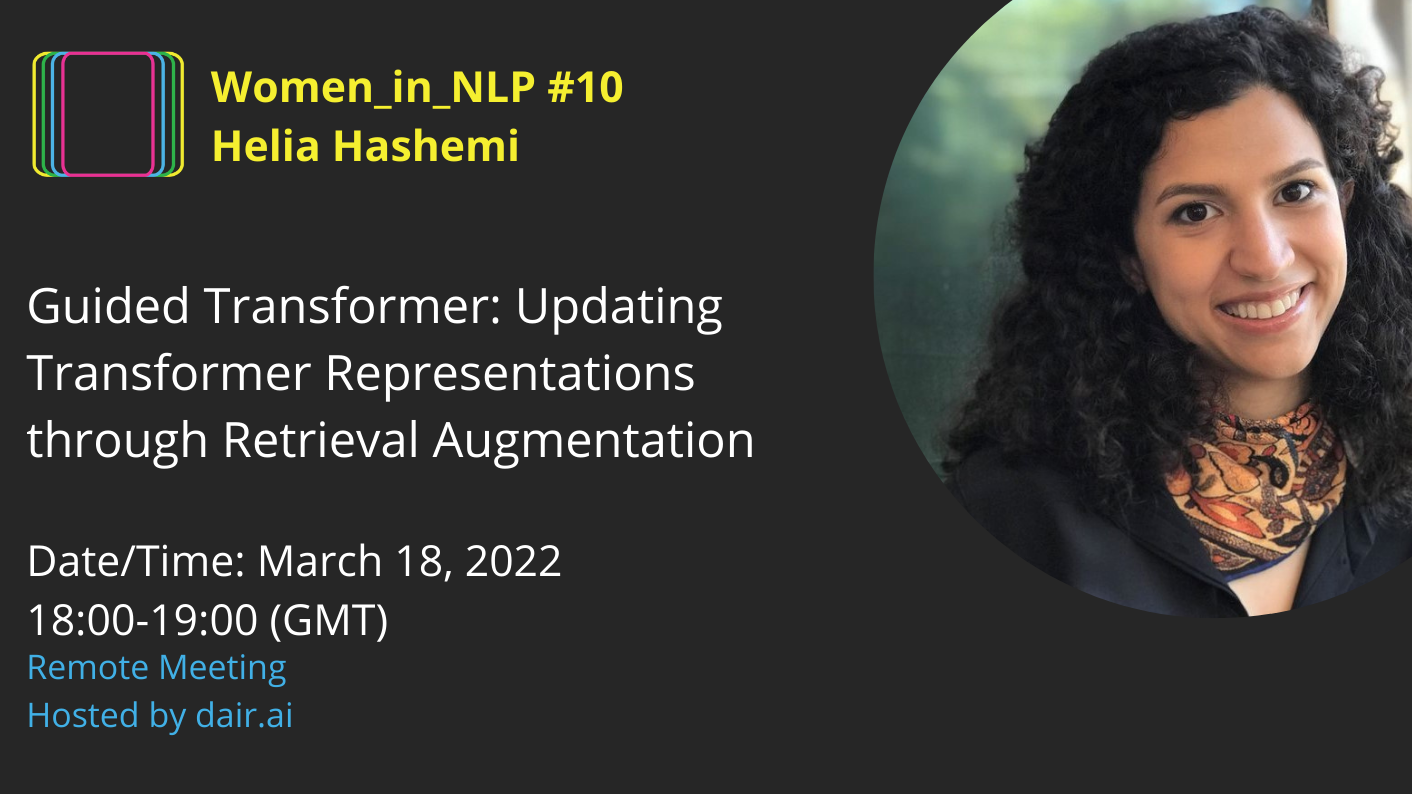 Women_in_NLP #10
Helia Hashemi
Guided Transformer: Updating
Transformer Representations
through Retrieval Augmentation
Date/Time: March 18, 2022
18:00-19:00 (GMT)
Remote Meeting
Hosted by dair.ai